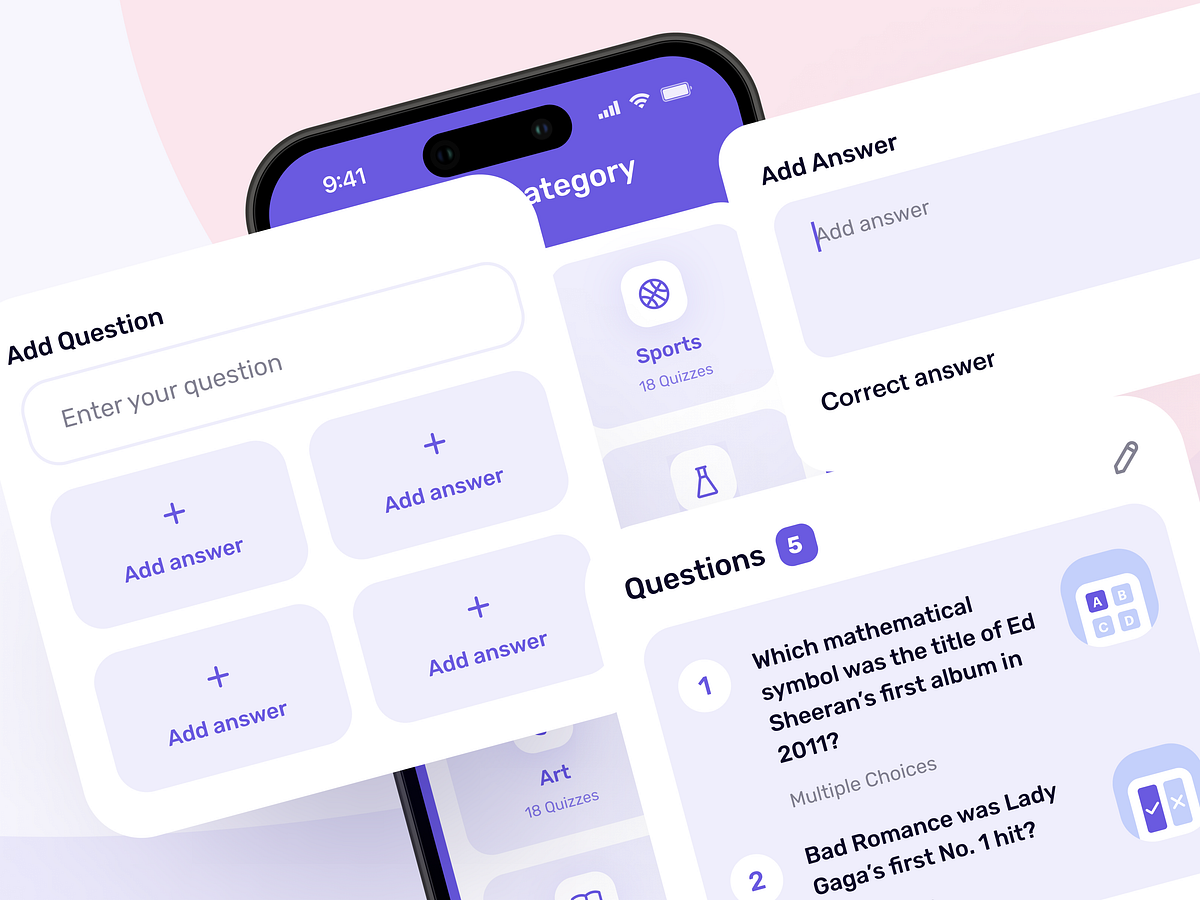 9:41
ategory
Add Question
Enter your question
+
Add answer
+
Add answer
+
Add answer
+
Add answer
Sports
18 Quizzes
Art
18 Quizzes
Add Answer
Add answer
Correct answer
Questions 5
1
Which mathematical
symbol was the title of Ed
Sheeran’s first album in
2011?
Multiple Choices
A B
C D
2
Bad Romance was Lady
Gaga’s first No. 1 hit?